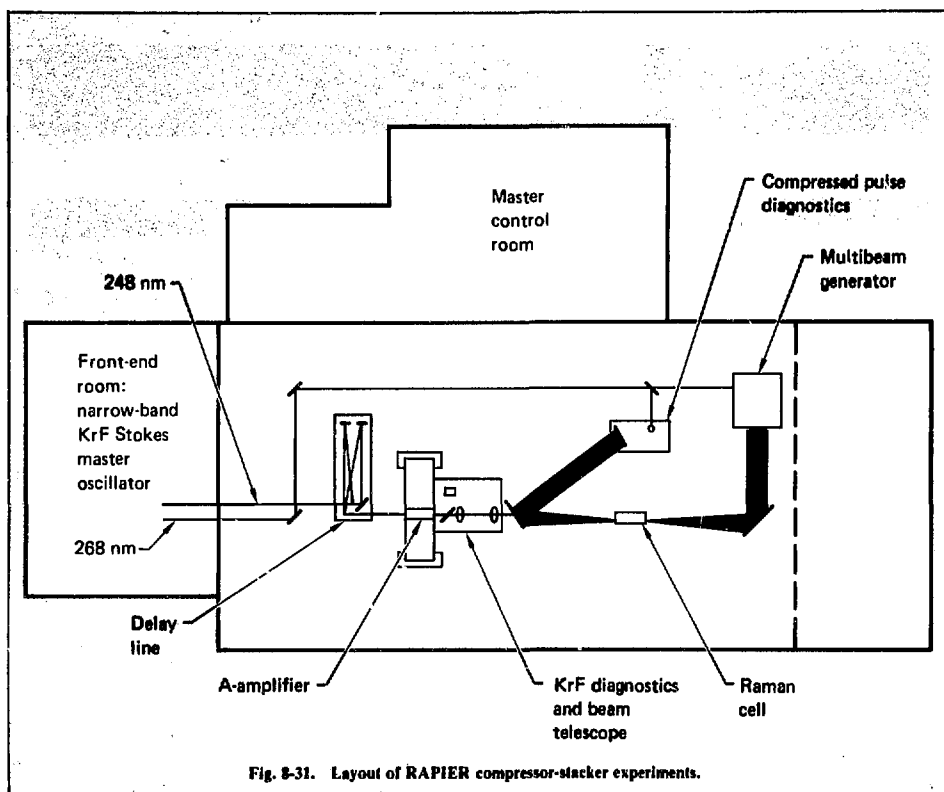 Master
control
room
Compressed pulse
diagnostics
Multibeam
generator
248 nm
Front-end
room:
narrow-band
KrF Stokes
master
oscillator
268 nm
Delay
line
A-amplifier
KrF diagnostics
and beam
telescope
Raman
cell
Fig. 8-31. Layout of RAPIER compressor-stacker experiments.